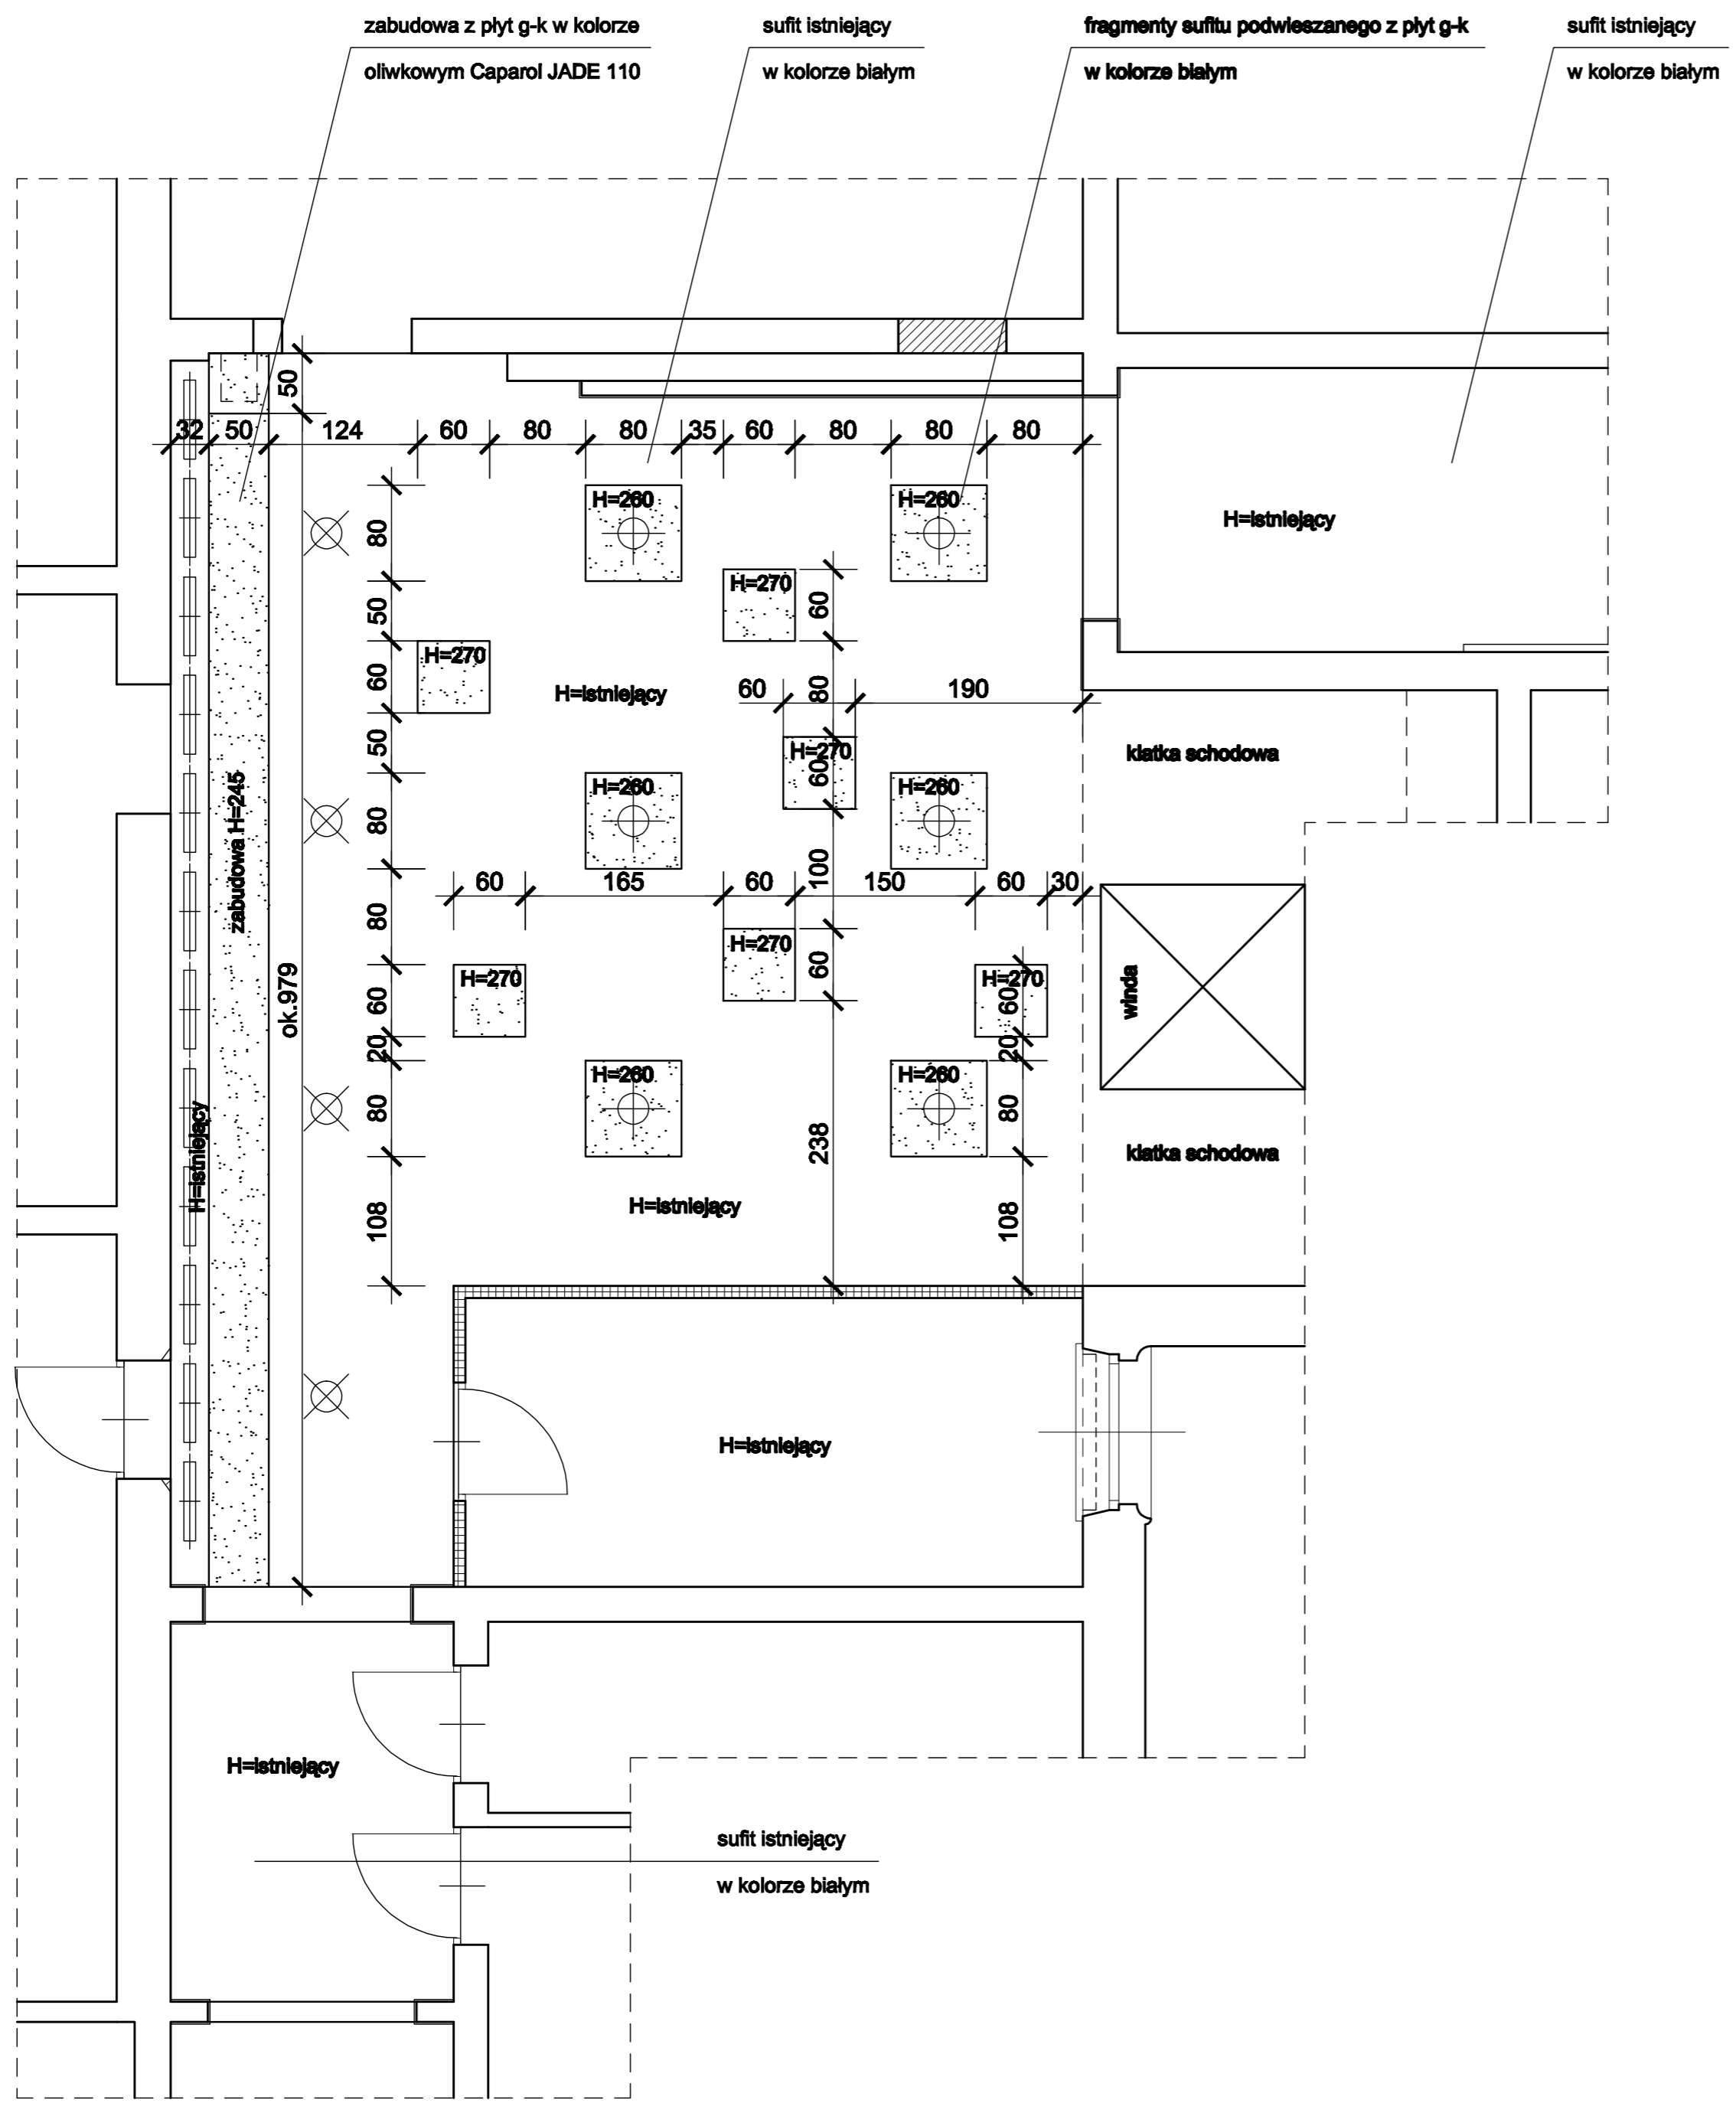 zabudowa z płyt g-k w kolorze
oliwkowym Caparol JADE 110
sufit istniejący
w kolorze białym
fragmenty sufitu podwieszanego z płyt g-k
w kolorze białym
sufit istniejący
w kolorze białym
50
32 50 124 60 80 80 35 60 80 80 80
H=260
H=260
H=istniejący
80
H=270
60
50
H=270
60
H=istniejący
80
60 190
50
H=270
60
klatka schodowa
H=260
H=260
80
zabudowa H=245
100
60 165 60 150 60 30
80
H=270
60
H=270
60
H=270
60
winda
ok.979
20
20
H=260
H=260
80
80
238
H=istniejący
klatka schodowa
108
108
H=istniejący
H=istniejący
H=istniejący
sufit istniejący
w kolorze białym